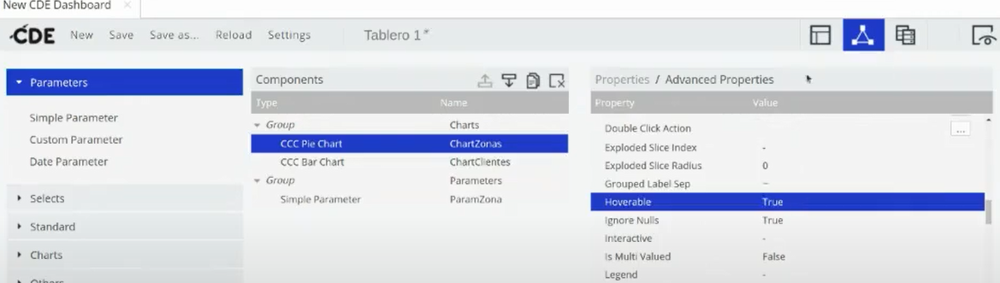 New CDE Dashboard ×
CDE New Save Save as... Reload Settings Tablero 1*
Parameters
Simple Parameter
Custom Parameter
Date Parameter
Selects
Standard
Charts
Others
Components
Type Name
Group Charts
CCC Pie Chart ChartZonas
CCC Bar Chart ChartClientes
Group Parameters
Simple Parameter ParamZona
Properties / Advanced Properties
Property Value
Double Click Action ...
Exploded Slice Index -
Exploded Slice Radius 0
Grouped Label Sep ~
Hoverable True
Ignore Nulls True
Interactive -
Is Multi Valued False
Legend -